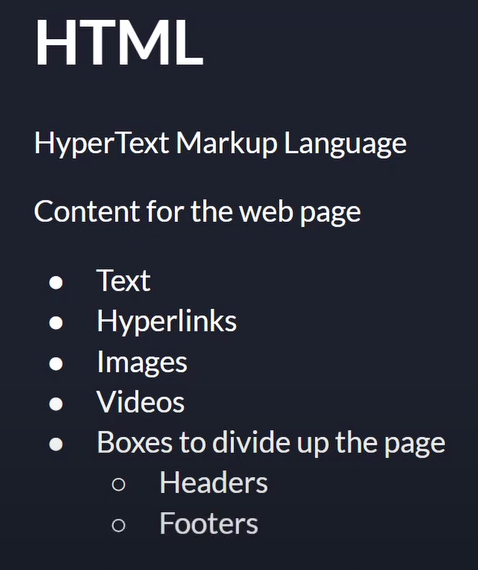 HTML
HyperText Markup Language
Content for the web page
● Text
● Hyperlinks
● Images
● Videos
● Boxes to divide up the page
○ Headers
○ Footers